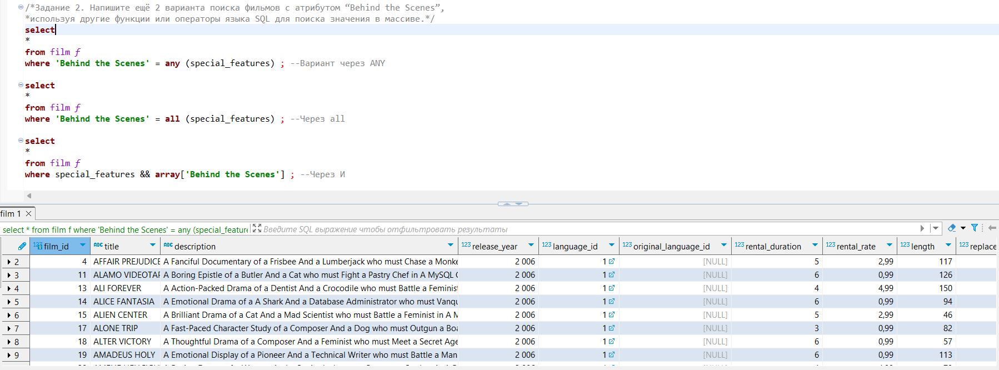 /*Задание 2. Напишите ещё 2 варианта поиска фильмов с атрибутом “Behind the Scenes”,
*используя другие функции или операторы языка SQL для поиска значения в массиве.*/
select
*
from film f
where 'Behind the Scenes' = any (special_features) ; --Вариант через ANY
select
*
from film f
where 'Behind the Scenes' = all (special_features) ; --Через all
select
*
from film f
where special_features && array['Behind the Scenes'] ; --Через И
film 1
select * from film f where 'Behind the Scenes' = any (special_feature Введите SQL выражение чтобы отфильтровать результаты
123 film_id ABC title ABC description 123 release_year 123 language_id 123 original_language_id 123 rental_duration 123 rental_rate 123 length 123 replace
2 4 AFFAIR PREJUDICE A Fanciful Documentary of a Frisbee And a Lumberjack who must Chase a Monke 2 006 1 [NULL] 5 2,99 117
3 11 ALAMO VIDEOTAP A Boring Epistle of a Butler And a Cat who must Fight a Pastry Chef in A MySQL 2 006 1 [NULL] 6 0,99 126
4 13 ALI FOREVER A Action-Packed Drama of a Dentist And a Crocodile who must Battle a Feminist 2 006 1 [NULL] 4 4,99 150
5 14 ALICE FANTASIA A Emotional Drama of a A Shark And a Database Administrator who must Vanqu 2 006 1 [NULL] 6 0,99 94
6 15 ALIEN CENTER A Brilliant Drama of a Cat And a Mad Scientist who must Battle a Feminist in A M 2 006 1 [NULL] 5 2,99 46
7 17 ALONE TRIP A Fast-Paced Character Study of a Composer And a Dog who must Outgun a Boa 2 006 1 [NULL] 3 0,99 82
8 18 ALTER VICTORY A Thoughtful Drama of a Composer And a Feminist who must Meet a Secret Age 2 006 1 [NULL] 6 0,99 57
9 19 AMADEUS HOLY A Emotional Display of a Pioneer And a Technical Writer who must Battle a Man 2 006 1 [NULL] 6 0,99 113